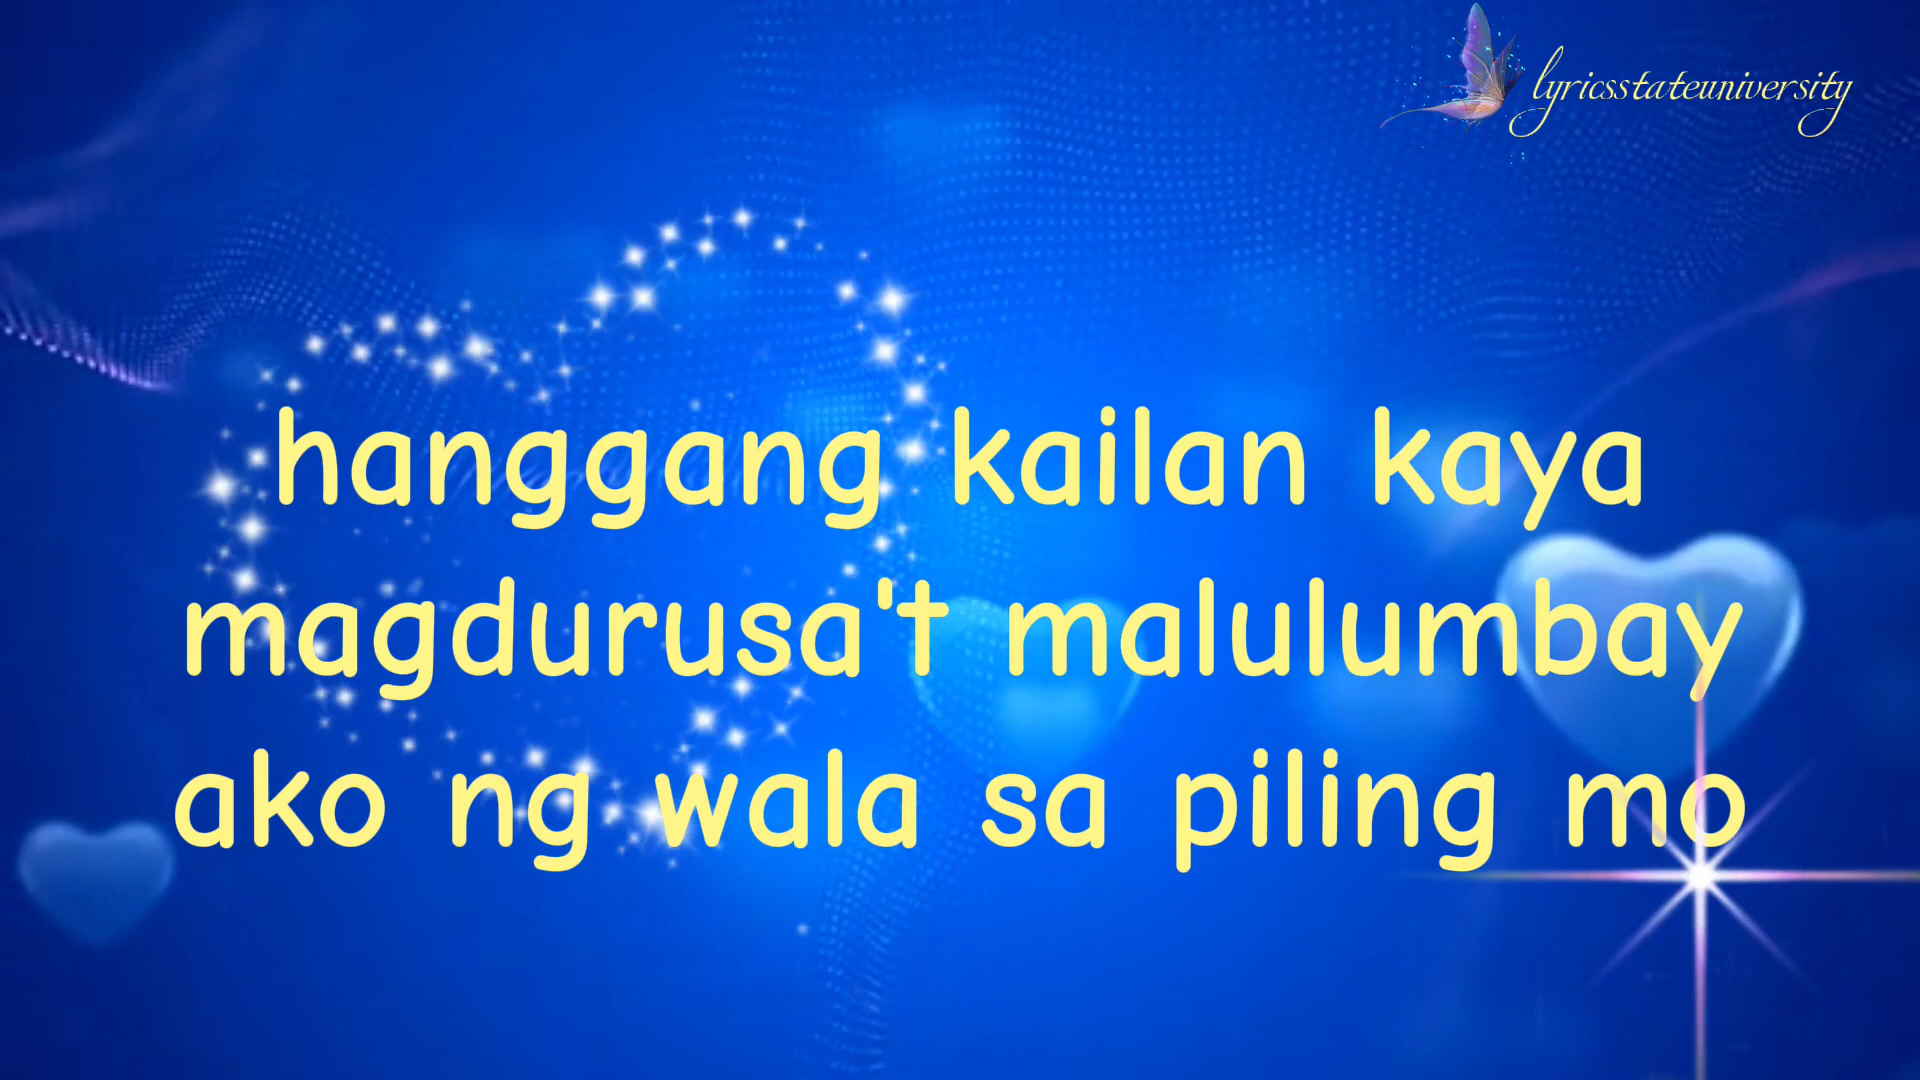 lyricsstateuniversity
hanggang kailan kaya
magdurusa't malulumbay
ako ng wala sa piling mo